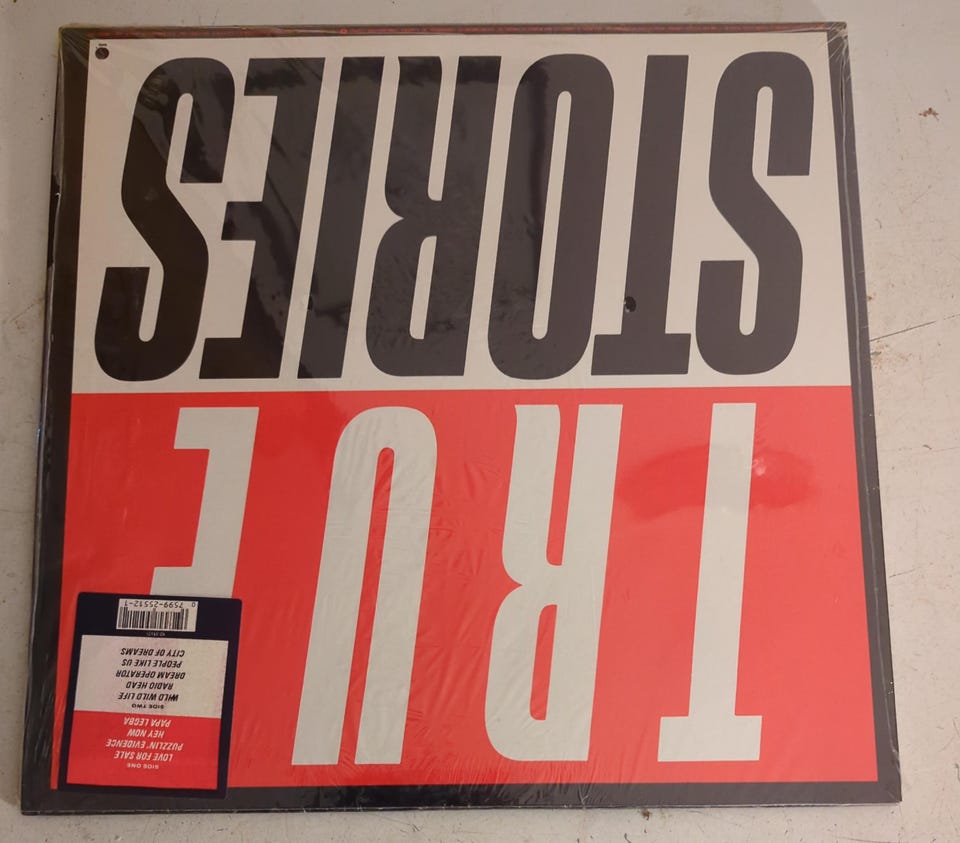 TRUE
STORIES
SIDE ONE
LOVE FOR SALE
PUZZLIN' EVIDENCE
HEY NOW
PAPA LEGBA
SIDE TWO
WILD WILD LIFE
RADIO HEAD
DREAM OPERATOR
PEOPLE LIKE US
CITY OF DREAMS
0 7599-25512-1